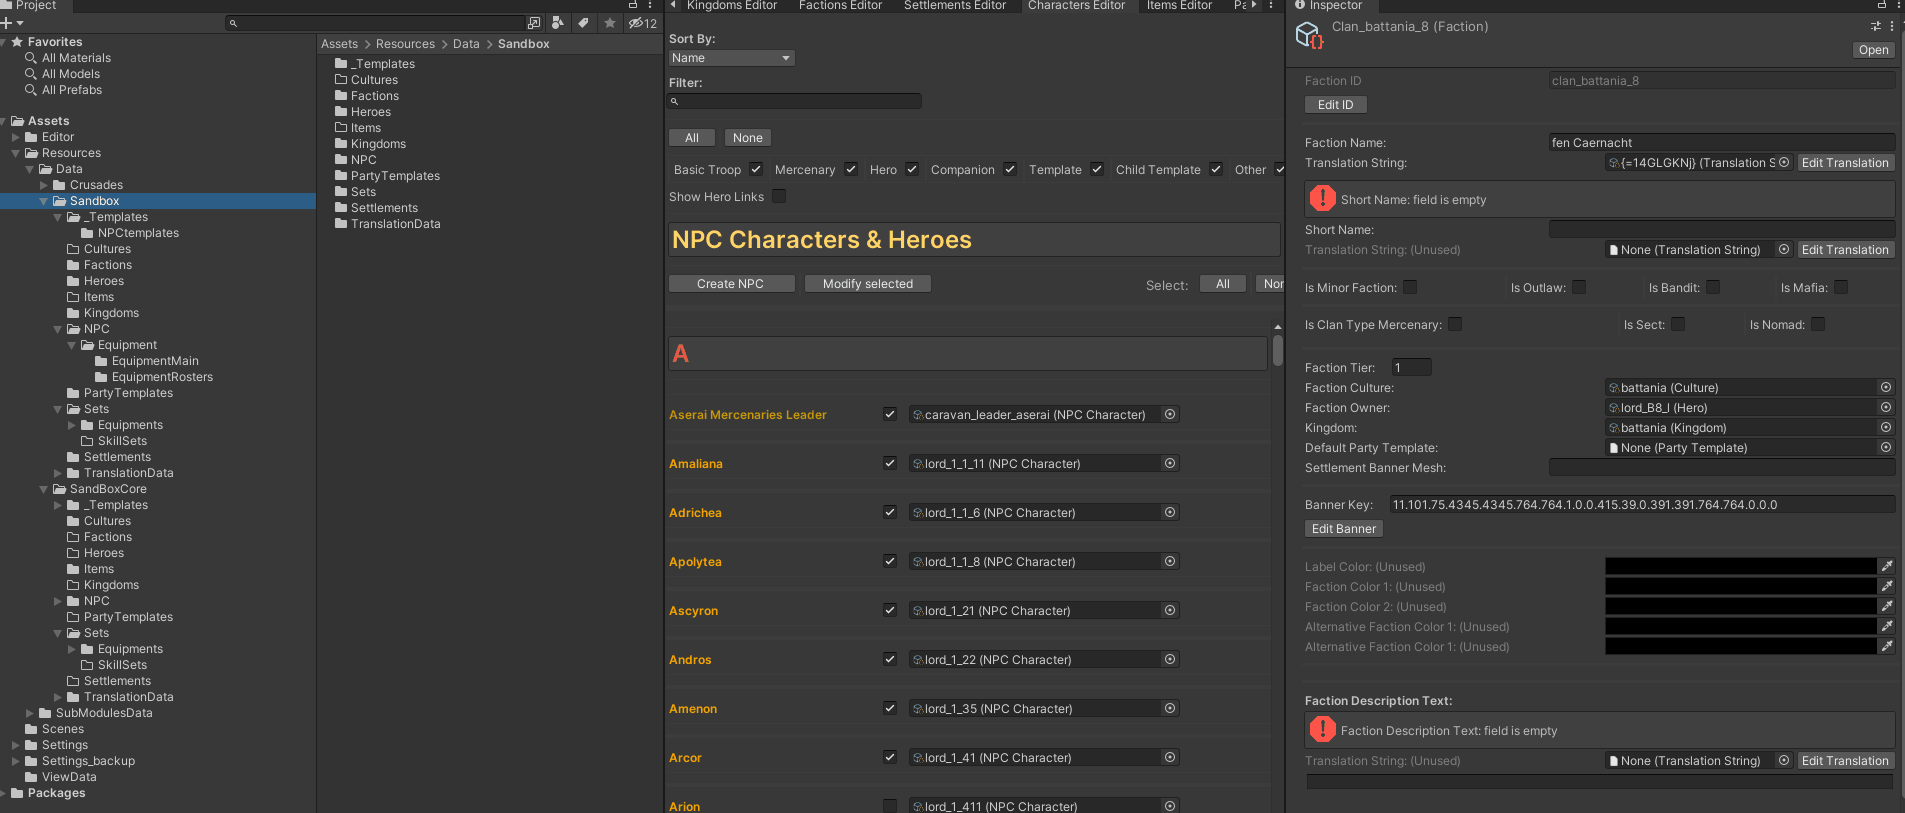 Project
12
Favorites
All Materials
All Models
All Prefabs
Assets
Editor
Resources
Data
Crusades
Sandbox
_Templates
NPCtemplates
Cultures
Factions
Heroes
Items
Kingdoms
NPC
Equipment
EquipmentMain
EquipmentRosters
PartyTemplates
Sets
Equipments
SkillSets
Settlements
TranslationData
SandBoxCore
_Templates
Cultures
Factions
Heroes
Items
Kingdoms
NPC
PartyTemplates
Sets
Equipments
SkillSets
Settlements
TranslationData
SubModulesData
Scenes
Settings
Settings_backup
ViewData
Packages
Assets > Resources > Data > Sandbox
_Templates
Cultures
Factions
Heroes
Items
Kingdoms
NPC
PartyTemplates
Sets
Settlements
TranslationData
Kingdoms Editor Factions Editor Settlements Editor Characters Editor Items Editor Pa
Sort By:
Name
Filter:
All None
Basic Troop Mercenary Hero Companion Template Child Template Other
Show Hero Links
NPC Characters & Heroes
Create NPC Modify selected Select: All Nor
A
Aserai Mercenaries Leader caravan_leader_aserai (NPC Character)
Amaliana lord_1_1_11 (NPC Character)
Adrichea lord_1_1_6 (NPC Character)
Apolytea lord_1_1_8 (NPC Character)
Ascyron lord_1_21 (NPC Character)
Andros lord_1_22 (NPC Character)
Amenon lord_1_35 (NPC Character)
Arcor lord_1_41 (NPC Character)
Arion lord_1_411 (NPC Character)
Inspector
Clan_battania_8 (Faction)
Open
Faction ID clan_battania_8
Edit ID
Faction Name: fen Caernacht
Translation String: {=14GLGKNj} (Translation S Edit Translation
Short Name: field is empty
Short Name:
Translation String: (Unused) None (Translation String) Edit Translation
Is Minor Faction: Is Outlaw: Is Bandit: Is Mafia:
Is Clan Type Mercenary: Is Sect: Is Nomad:
Faction Tier: 1
Faction Culture: battania (Culture)
Faction Owner: lord_B8_l (Hero)
Kingdom: battania (Kingdom)
Default Party Template: None (Party Template)
Settlement Banner Mesh:
Banner Key: 11.101.75.4345.4345.764.764.1.0.0.415.39.0.391.391.764.764.0.0.0
Edit Banner
Label Color: (Unused)
Faction Color 1: (Unused)
Faction Color 2: (Unused)
Alternative Faction Color 1: (Unused)
Alternative Faction Color 1: (Unused)
Faction Description Text:
Faction Description Text: field is empty
Translation String: (Unused) None (Translation String) Edit Translation